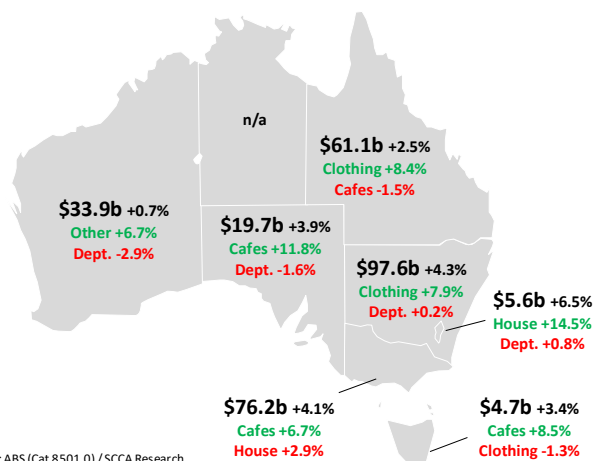 n/a
$61.1b +2.5%
Clothing +8.4%
Cafes -1.5%
$33.9b +0.7%
Other +6.7%
Dept. -2.9%
$19.7b +3.9%
Cafes +11.8%
Dept. -1.6%
$97.6b +4.3%
Clothing +7.9%
Dept. +0.2%
$5.6b +6.5%
House +14.5%
Dept. +0.8%
$76.2b +4.1%
Cafes +6.7%
House +2.9%
$4.7b +3.4%
Cafes +8.5%
Clothing -1.3%
: ABS (Cat 8501.0) / SCCA Research